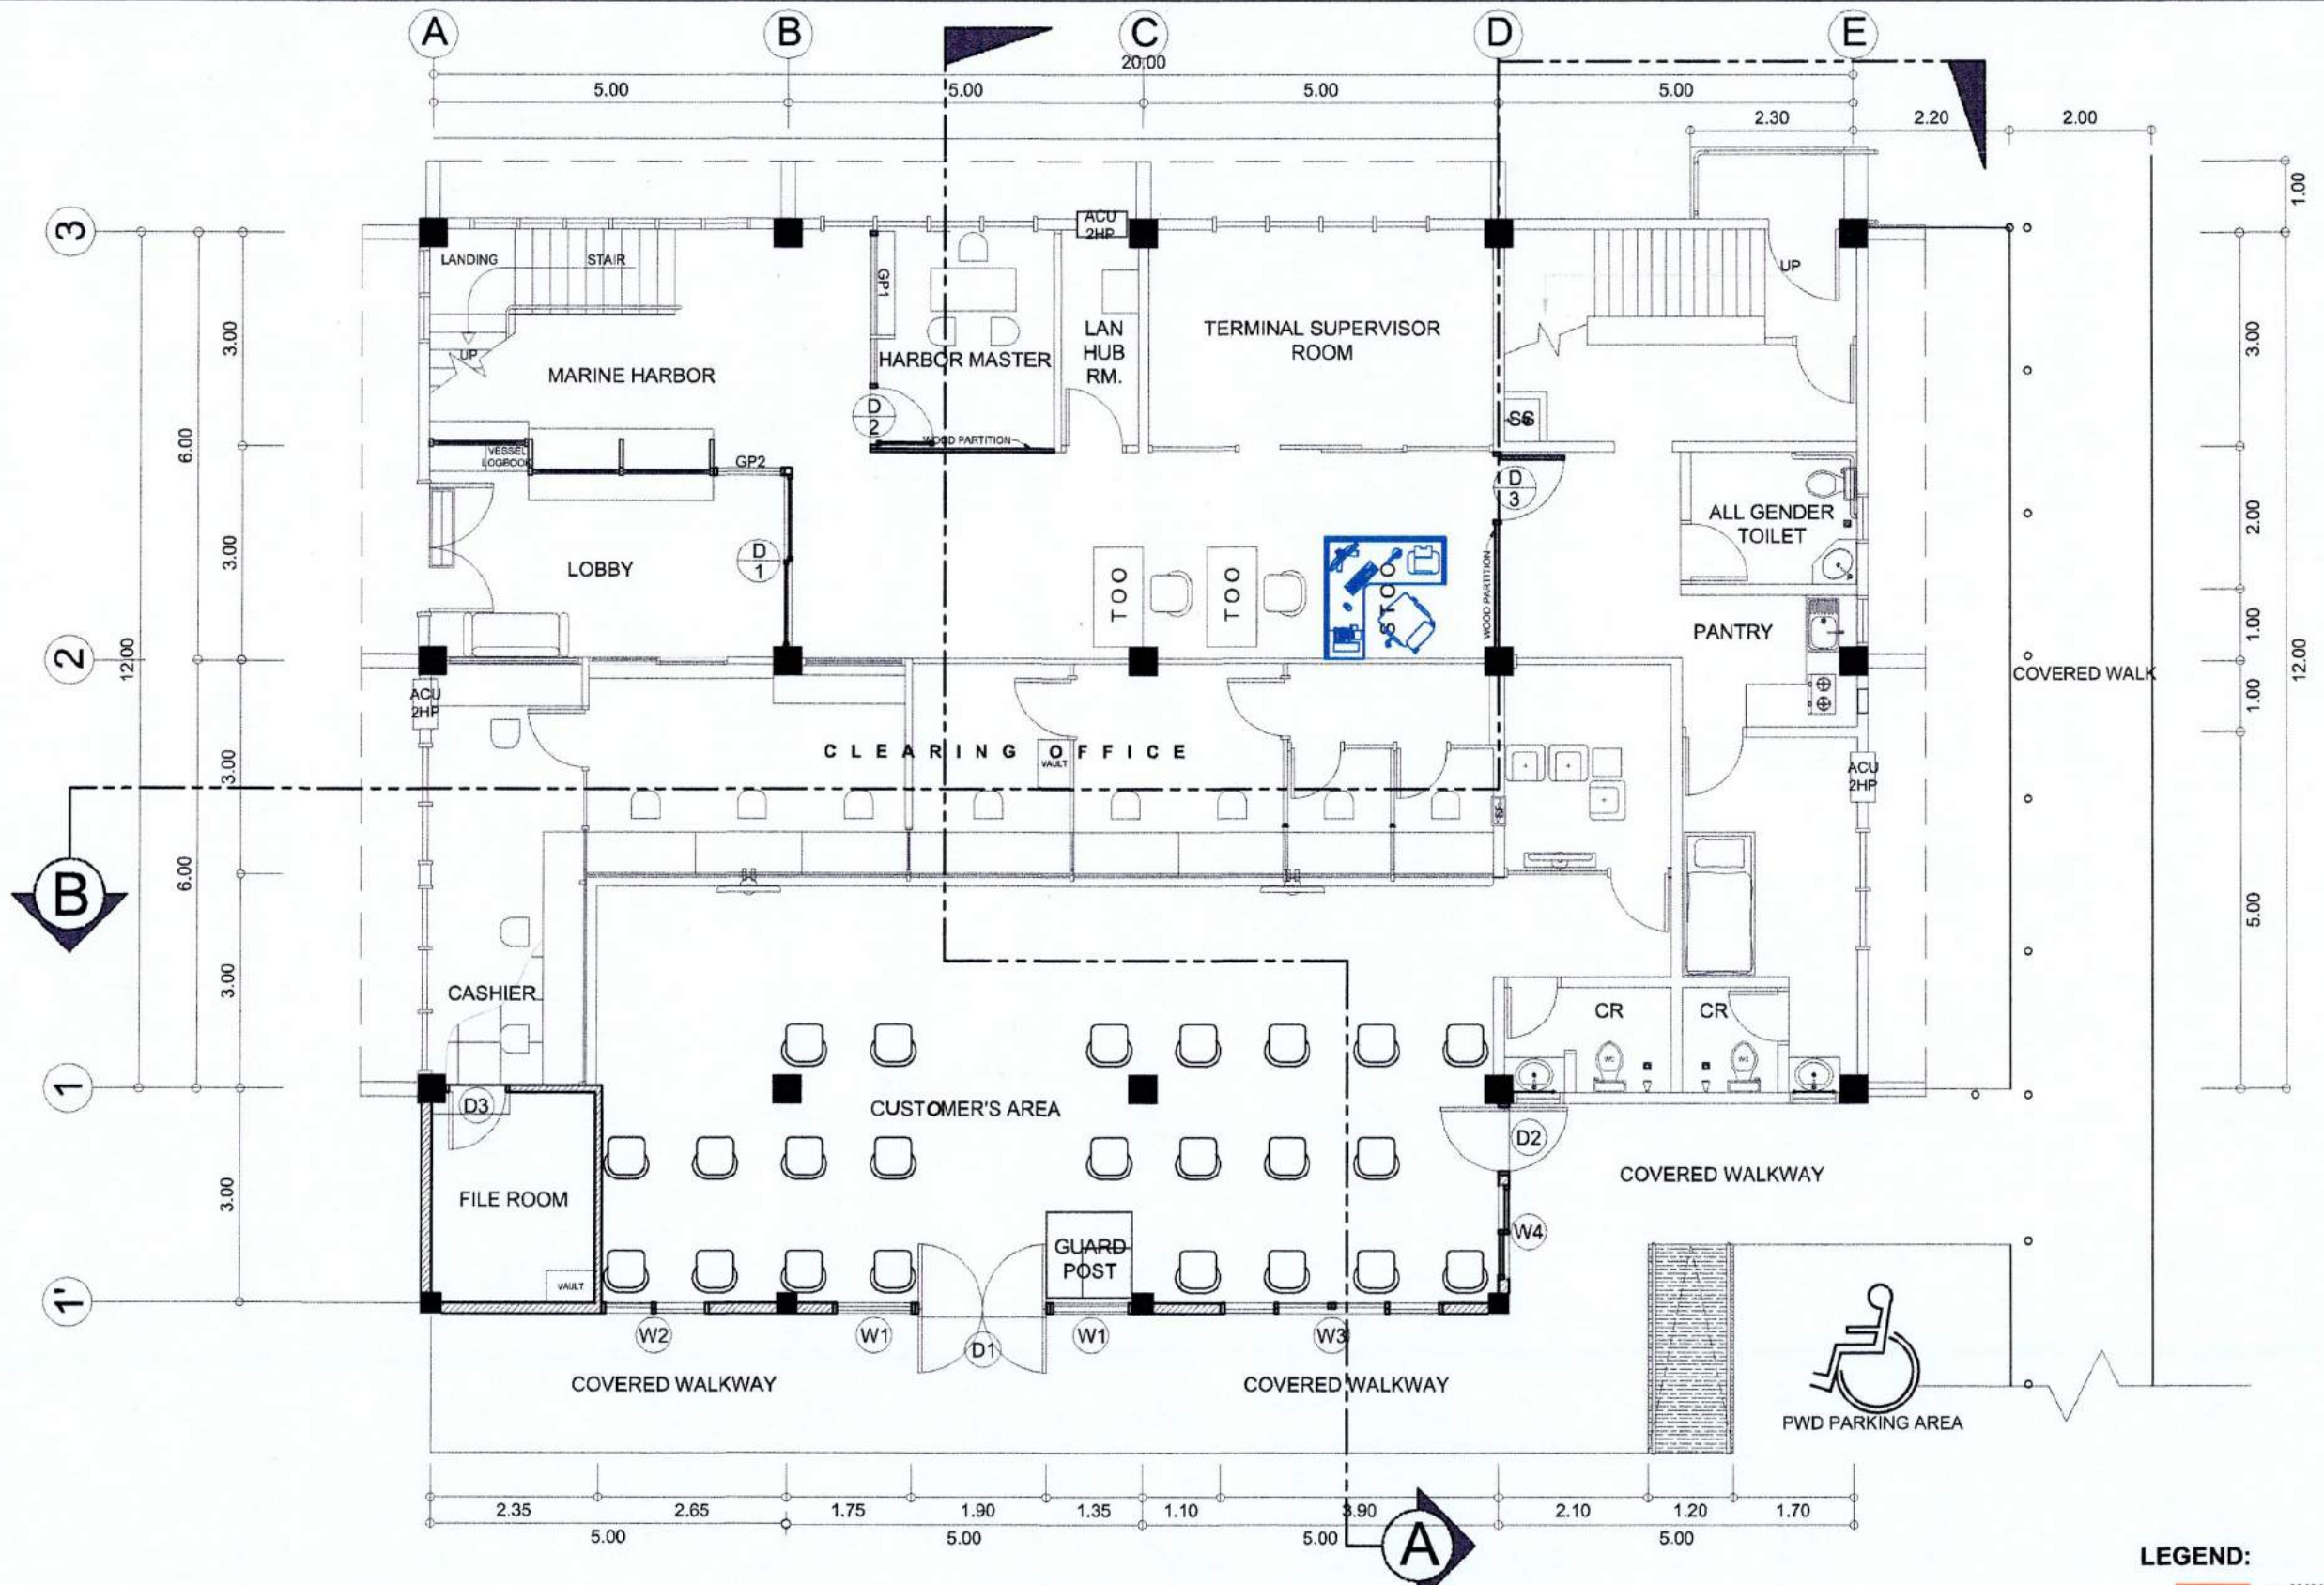 A
B
C
D
E
20.00
5.00
5.00
5.00
5.00
2.30
2.20
2.00
1.00
3
ACU
2HP
LANDING
STAIR
UP
GP1
UP
3.00
3.00
LAN
HUB
RM.
TERMINAL SUPERVISOR
ROOM
HARBOR MASTER
MARINE HARBOR
D
2
WOOD PARTITION
SS
6.00
VESSEL
LOGBOOK
GP2
D
3
ALL GENDER
TOILET
2.00
3.00
LOBBY
D
1
TOO
TOO
STOO
WOOD PARTITION
PANTRY
1.00
2
12.00
12.00
COVERED WALK
ACU
2HP
1.00
CLEARING OFFICE
VAULT
3.00
ACU
2HP
B
6.00
5.00
3.00
CASHIER
CR
CR
1
D3
CUSTOMER'S AREA
D2
COVERED WALKWAY
3.00
FILE ROOM
W4
GUARD
POST
VAULT
1'
W2
W1
D1
W1
W3
COVERED WALKWAY
COVERED WALKWAY
PWD PARKING AREA
2.35
2.65
1.75
1.90
1.35
1.10
3.90
2.10
1.20
1.70
5.00
5.00
5.00
5.00
A
LEGEND: